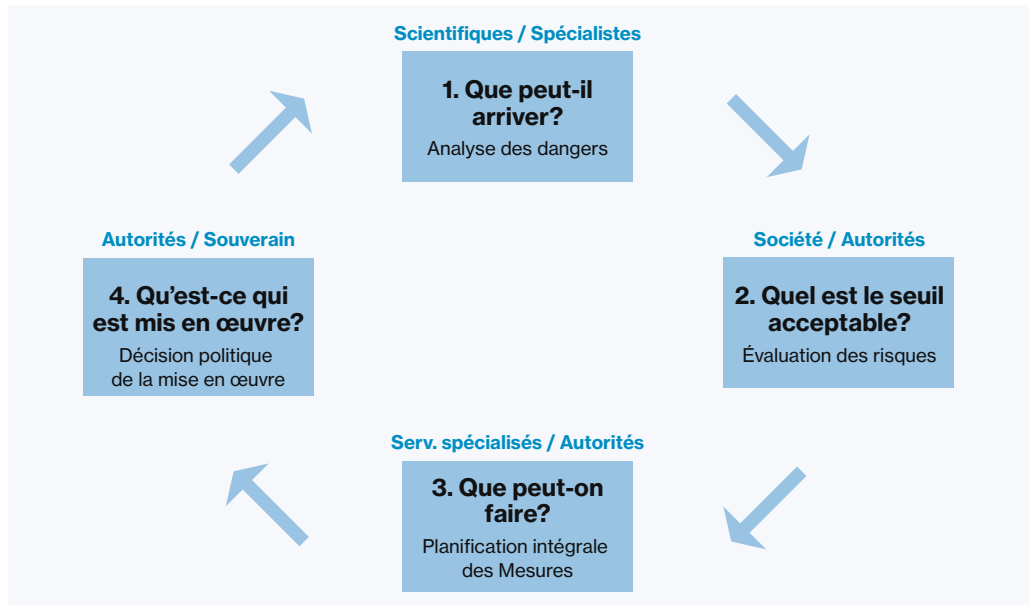 Scientifiques / Spécialistes
1. Que peut-il
arriver?
Analyse des dangers
Autorités / Souverain
4. Qu’est-ce qui
est mis en œuvre?
Décision politique
de la mise en œuvre
Société / Autorités
2. Quel est le seuil
acceptable?
Évaluation des risques
Serv. spécialisés / Autorités
3. Que peut-on
faire?
Planification intégrale
des Mesures